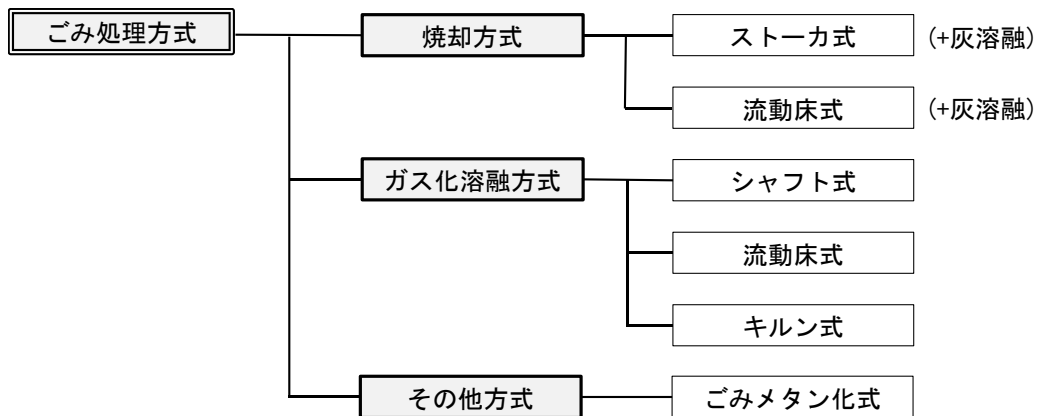 ごみ処理方式
焼却方式
ストーカ式 (+灰溶融)
流動床式 (+灰溶融)
ガス化溶融方式
シャフト式
流動床式
キルン式
その他方式
ごみメタン化式